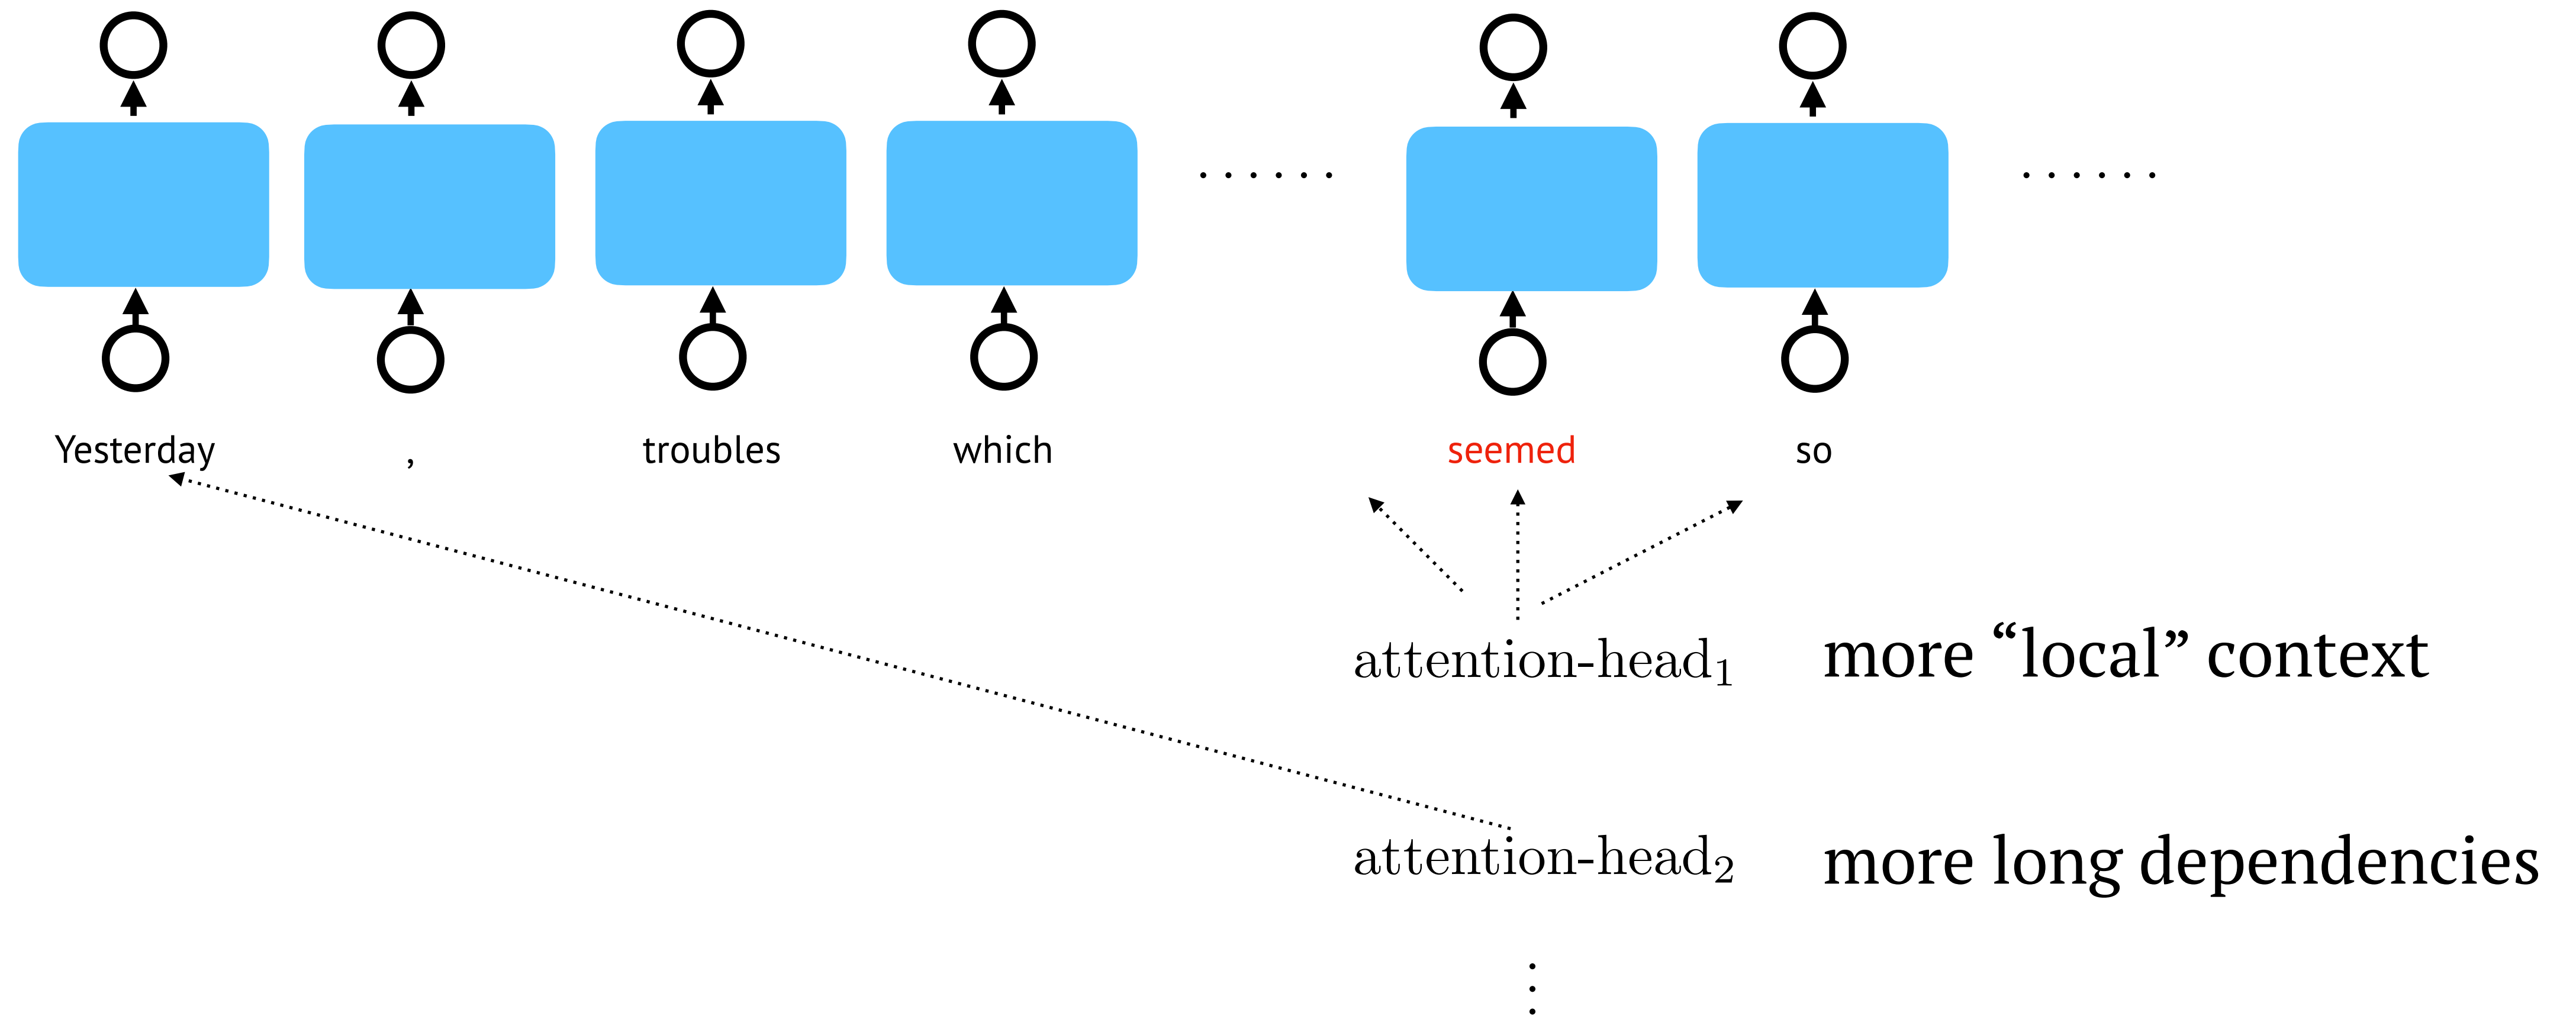 Yesterday , troubles which ...... seemed so ......
attention-head₁ more “local” context
attention-head₂ more long dependencies
⋮